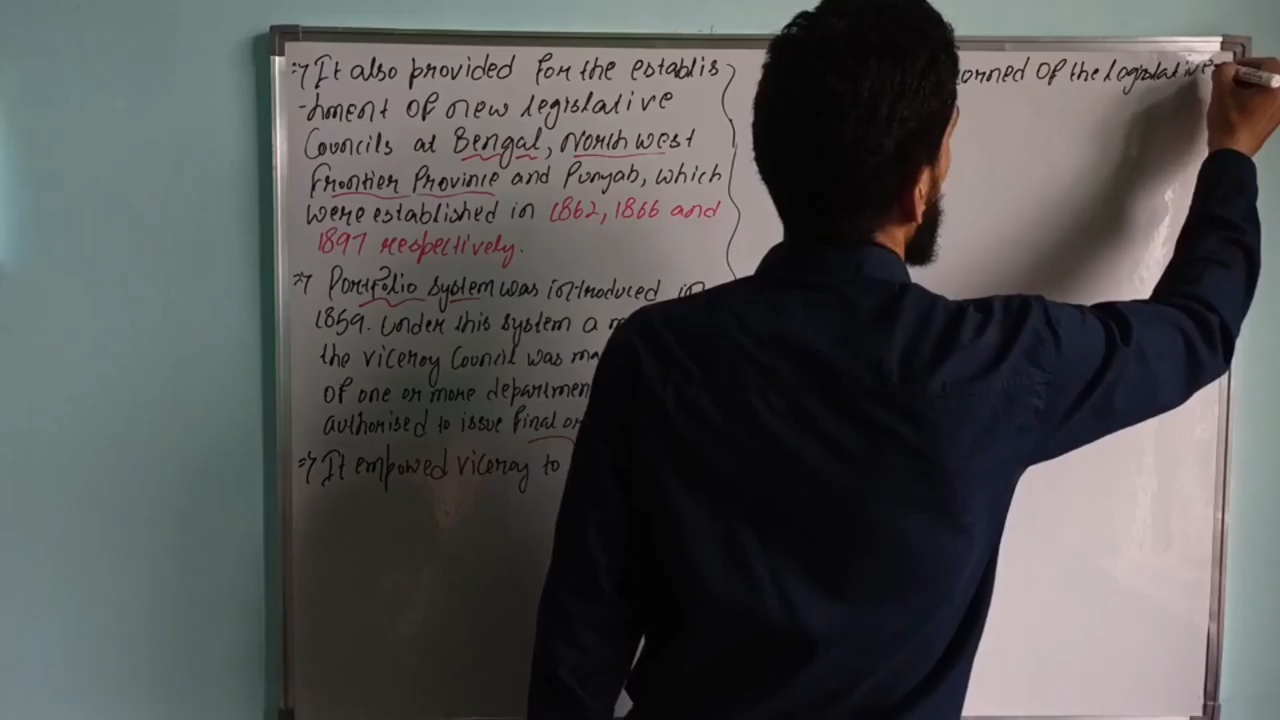 ⇒ It also provided for the establis
-hment of new legislative
Councils at Bengal, North west
Frontier Province and Punjab, which
were established in 1862, 1866 and
1897 respectively.
⇒ Portfolio system was introduced in
1859. Under this system a
the viceroy Council was
of one or more
authorised to issue final
⇒ It empowed viceroy to
of the legislative